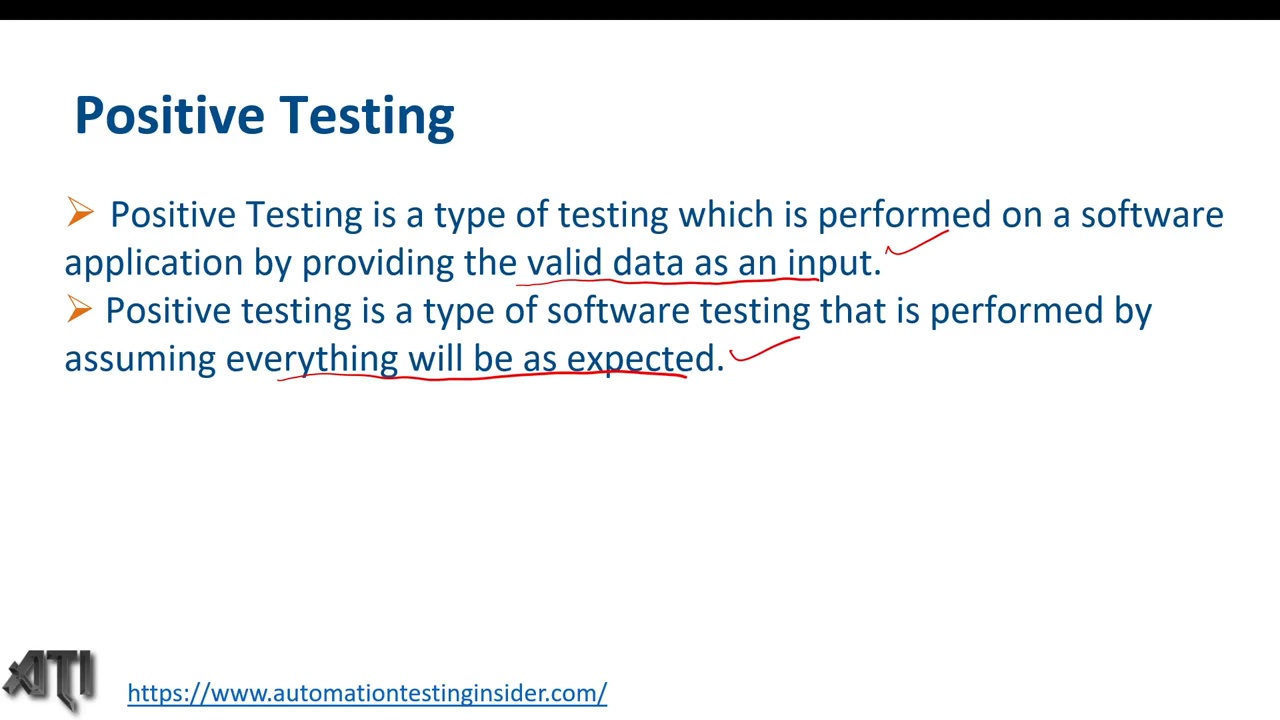 Positive Testing
➢ Positive Testing is a type of testing which is performed on a software
application by providing the valid data as an input.
➢ Positive testing is a type of software testing that is performed by
assuming everything will be as expected.
ATI
https://www.automationtestinginsider.com/